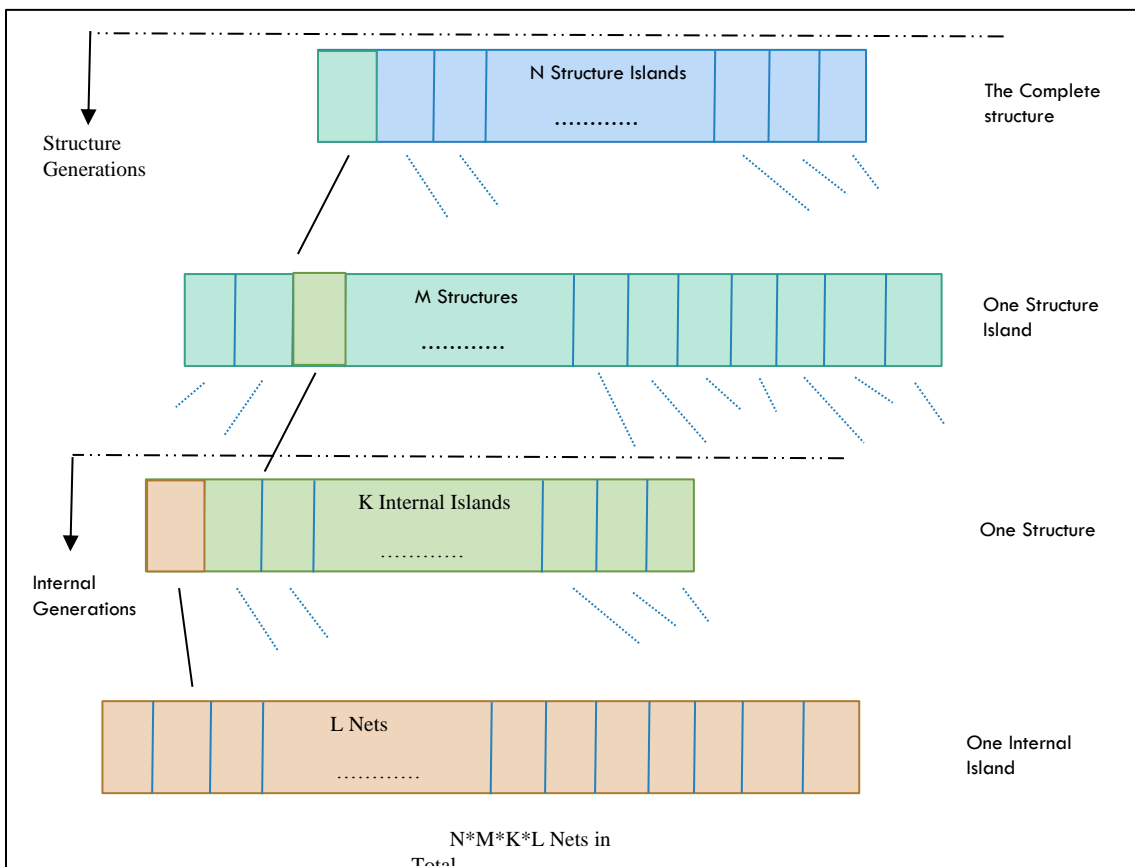 N Structure Islands
............
The Complete
structure
Structure
Generations
M Structures
............
One Structure
Island
K Internal Islands
............
One Structure
Internal
Generations
L Nets
............
One Internal
Island
N*M*K*L Nets in
Total